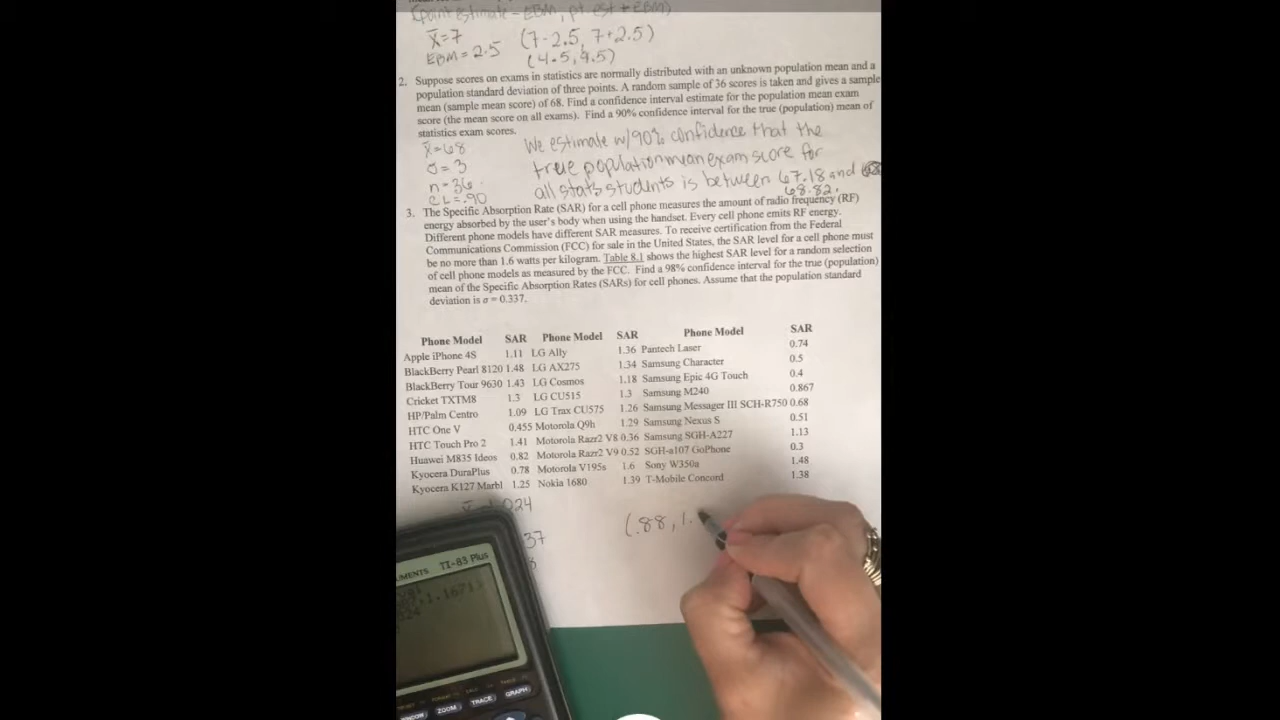 (point estimate - EBM, pt est + EBM)
x̄=7 (7-2.5, 7+2.5)
EBM=2.5 (4.5,9.5)
2. Suppose scores on exams in statistics are normally distributed with an unknown population mean and a
population standard deviation of three points. A random sample of 36 scores is taken and gives a sample
mean (sample mean score) of 68. Find a confidence interval estimate for the population mean exam
score (the mean score on all exams). Find a 90% confidence interval for the true (population) mean of
statistics exam scores.
x̄=68
σ=3
n=36
CL=.90
We estimate w/90% confidence that the
true population mean exam score for
all stats students is between 67.18 and
68.82.
3. The Specific Absorption Rate (SAR) for a cell phone measures the amount of radio frequency (RF)
energy absorbed by the user's body when using the handset. Every cell phone emits RF energy.
Different phone models have different SAR measures. To receive certification from the Federal
Communications Commission (FCC) for sale in the United States, the SAR level for a cell phone must
be no more than 1.6 watts per kilogram. Table 8.1 shows the highest SAR level for a random selection
of cell phone models as measured by the FCC. Find a 98% confidence interval for the true (population)
mean of the Specific Absorption Rates (SARs) for cell phones. Assume that the population standard
deviation is σ = 0.337.
Phone Model SAR Phone Model SAR Phone Model SAR
Apple iPhone 4S 1.11 LG Ally 1.36 Pantech Laser 0.74
BlackBerry Pearl 8120 1.48 LG AX275 1.34 Samsung Character 0.5
BlackBerry Tour 9630 1.43 LG Cosmos 1.18 Samsung Epic 4G Touch 0.4
Cricket TXTM8 1.3 LG CU515 1.3 Samsung M240 0.867
HP/Palm Centro 1.09 LG Trax CU575 1.26 Samsung Messager III SCH-R750 0.68
HTC One V 0.455 Motorola Q9h 1.29 Samsung Nexus S 0.51
HTC Touch Pro 2 1.41 Motorola Razr2 V8 0.36 Samsung SGH-A227 1.13
Huawei M835 Ideos 0.82 Motorola Razr2 V9 0.52 SGH-a107 GoPhone 0.3
Kyocera DuraPlus 0.78 Motorola V195s 1.6 Sony W350a 1.48
Kyocera K127 Marbl 1.25 Nokia 1680 1.39 T-Mobile Concord 1.38
024
37
(.88, 1.
TI-83 Plus
1.1671)
ZOOM TRACE GRAPH